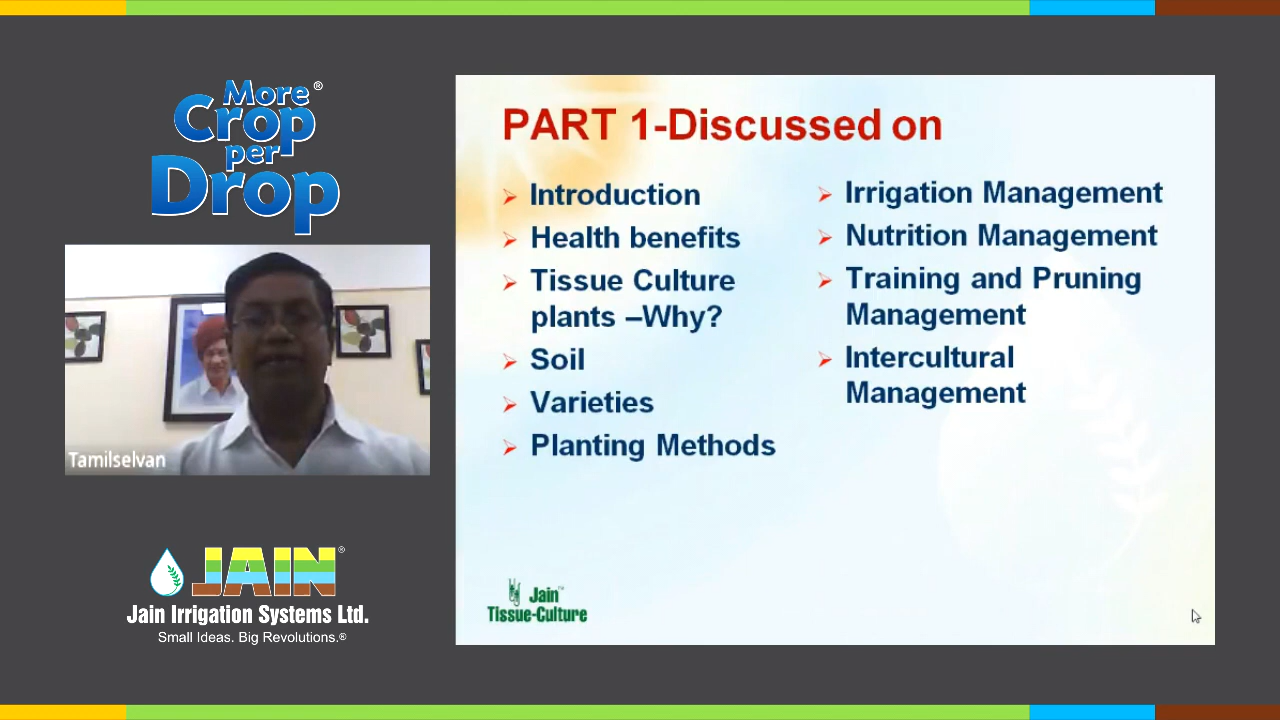 More®
Crop
per
Drop
Tamilselvan
JAIN®
Jain Irrigation Systems Ltd.
Small Ideas. Big Revolutions.®
PART 1-Discussed on
Introduction
Health benefits
Tissue Culture
plants –Why?
Soil
Varieties
Planting Methods
Irrigation Management
Nutrition Management
Training and Pruning
Management
Intercultural
Management
Jain™
Tissue-Culture